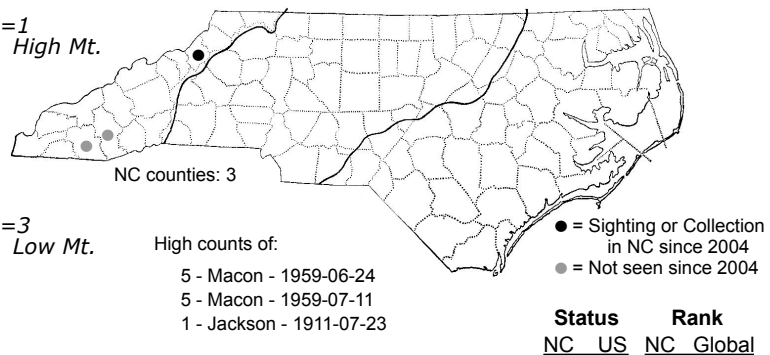 =1
High Mt.
NC counties: 3
=3
Low Mt.
High counts of:
5 - Macon - 1959-06-24
5 - Macon - 1959-07-11
1 - Jackson - 1911-07-23
● = Sighting or Collection
in NC since 2004
● = Not seen since 2004
Status Rank
NC US NC Global